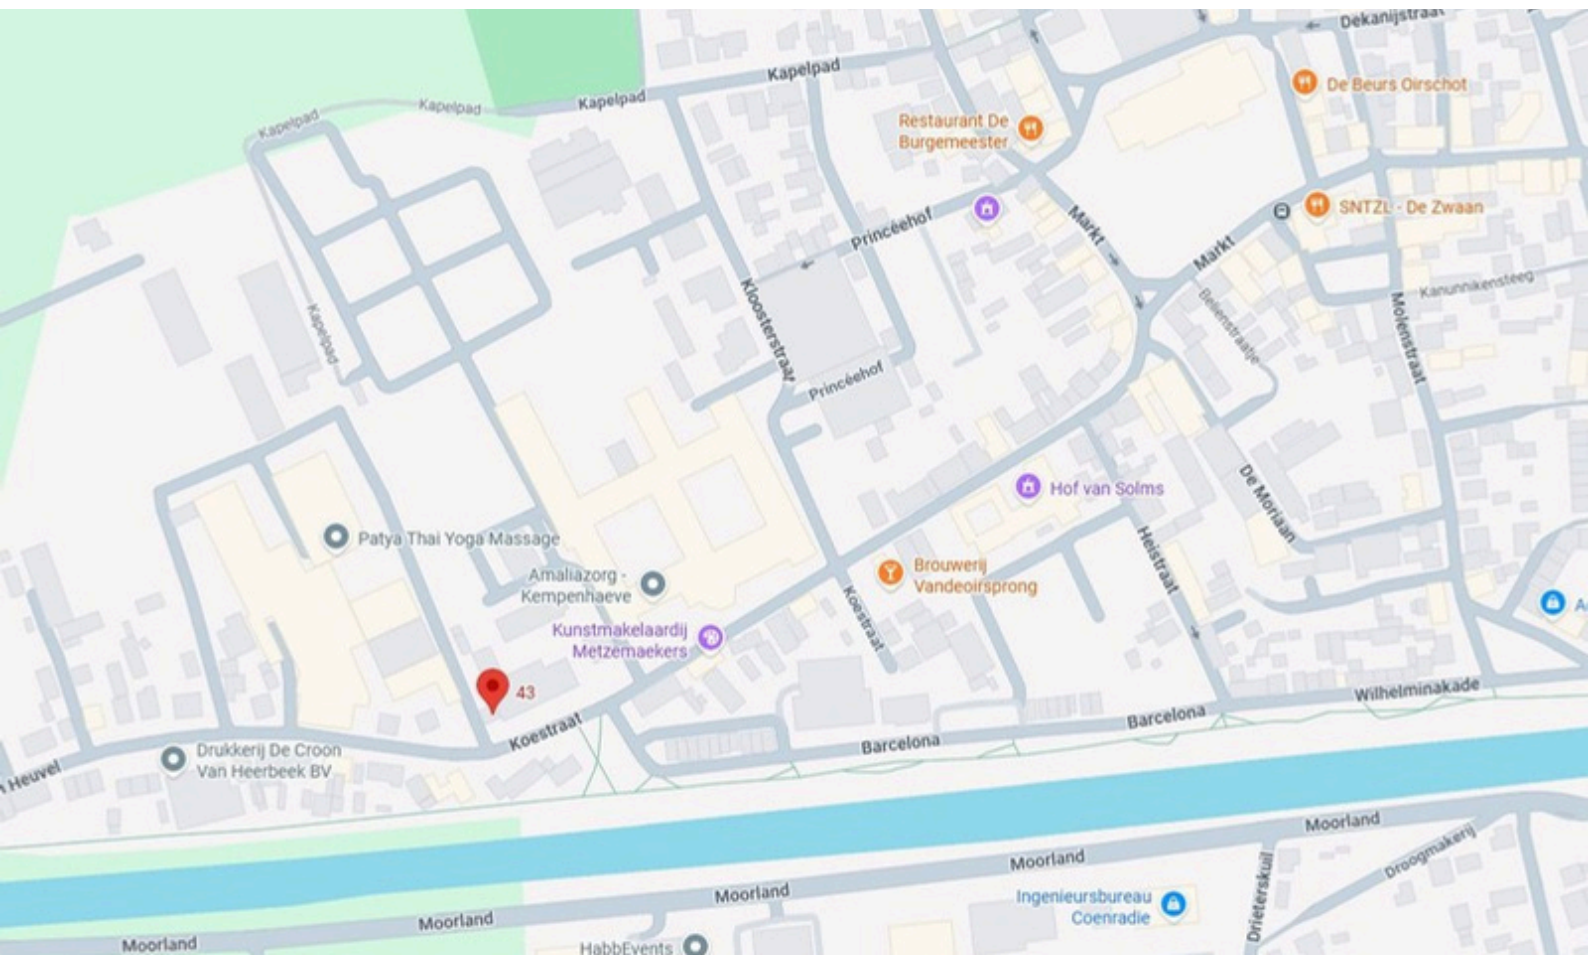 Dekanijstraat
Kapelpad
De Beurs Oirschot
Kapelpad
Kapelpad
Kapelpad
Restaurant De
Burgemeester
SNTZL - De Zwaan
Princéehof
Markt
Markt
Kanunnikensteeg
Kloosterstraat
Kapelpad
Beilenstraatje
Molenstraat
Princéehof
Hof van Solms
De Moriaan
Patya Thai Yoga Massage
Heistraat
Amaliazorg -
Kempenhaeve
Brouwerij
Vandeoirsprong
Koestraat
A
Kunstmakelaardij
Metzemaekers
43
Wilhelminakade
Barcelona
Koestraat
Barcelona
Drukkerij De Croon
Van Heerbeek BV
n Heuvel
Moorland
Droogmakerij
Moorland
Drieterskuil
Moorland
Ingenieursbureau
Coenradie
Moorland
Moorland
HabbEvents